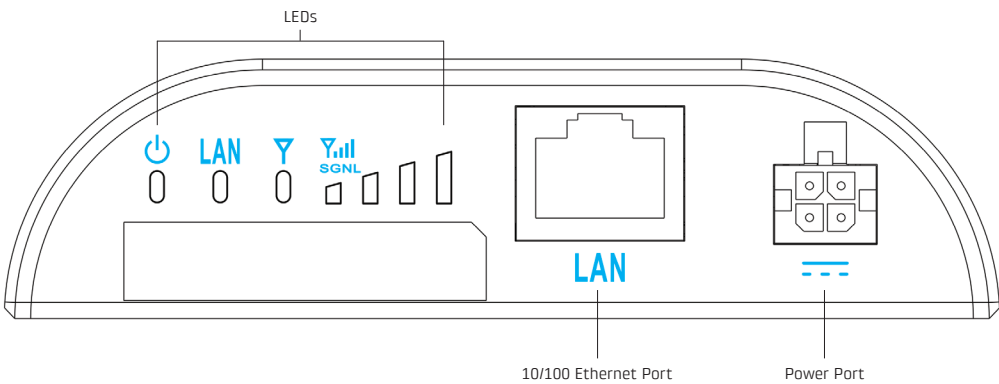 LEDs
LAN
SGNL
LAN
10/100 Ethernet Port
Power Port